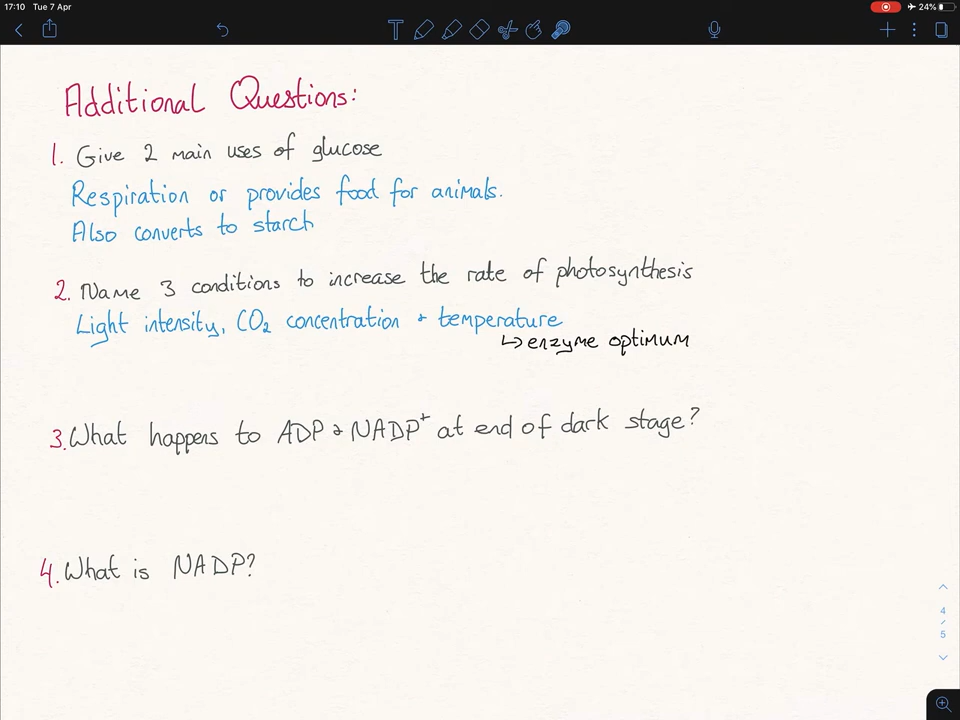 17:10 Tue 7 Apr
24%
T
Additional Questions:
1. Give 2 main uses of glucose
Respiration or provides food for animals.
Also converts to starch
2. Name 3 conditions to increase the rate of photosynthesis
Light intensity, CO₂ concentration + temperature
↳ enzyme optimum
3. What happens to ADP + NADP⁺ at end of dark stage?
4. What is NADP?
4
/
5